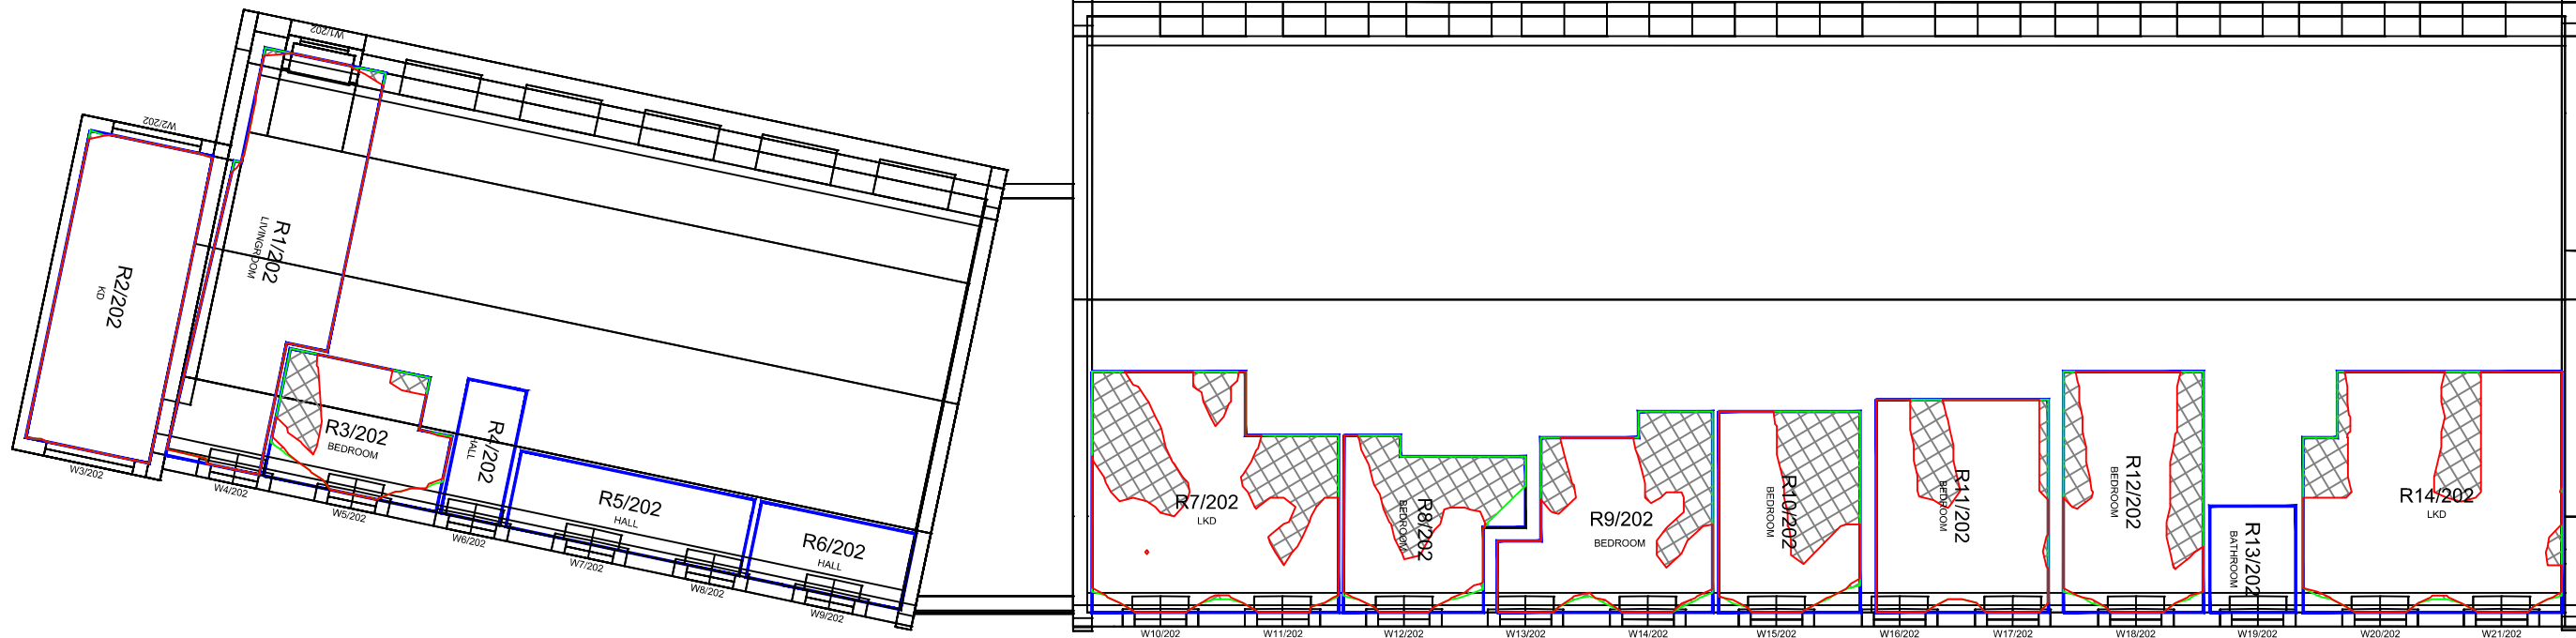 W1/202
W2/202
R1/202
LIVINGROOM
R2/202
KD
R3/202
BEDROOM
R4/202
HALL
R5/202
HALL
R6/202
HALL
W3/202
W4/202
W5/202
W6/202
W7/202
W8/202
W9/202
R7/202
LKD
R8/202
BEDROOM
R9/202
BEDROOM
R10/202
BEDROOM
R11/202
BEDROOM
R12/202
BEDROOM
R13/202
BATHROOM
R14/202
LKD
W10/202
W11/202
W12/202
W13/202
W14/202
W15/202
W16/202
W17/202
W18/202
W19/202
W20/202
W21/202